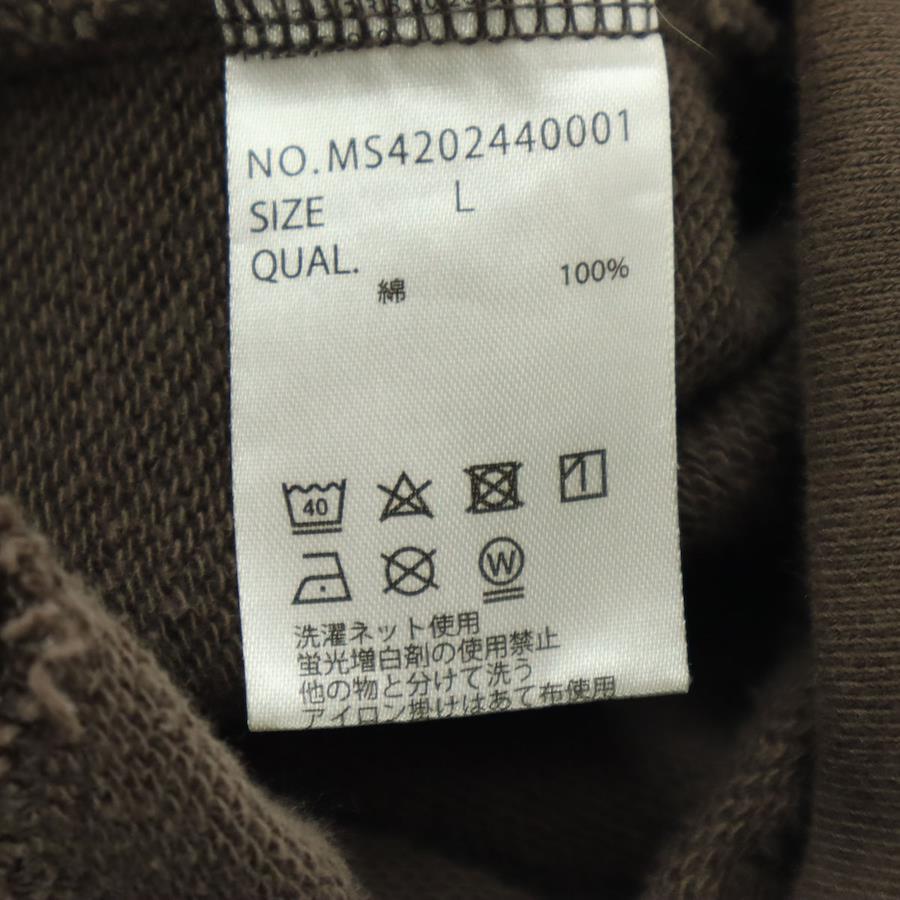 NO.MS4202440001
SIZE L
QUAL.
綿 100%
40
W
洗濯ネット使用
蛍光増白剤の使用禁止
他の物と分けて洗う
アイロン掛けはあて布使用